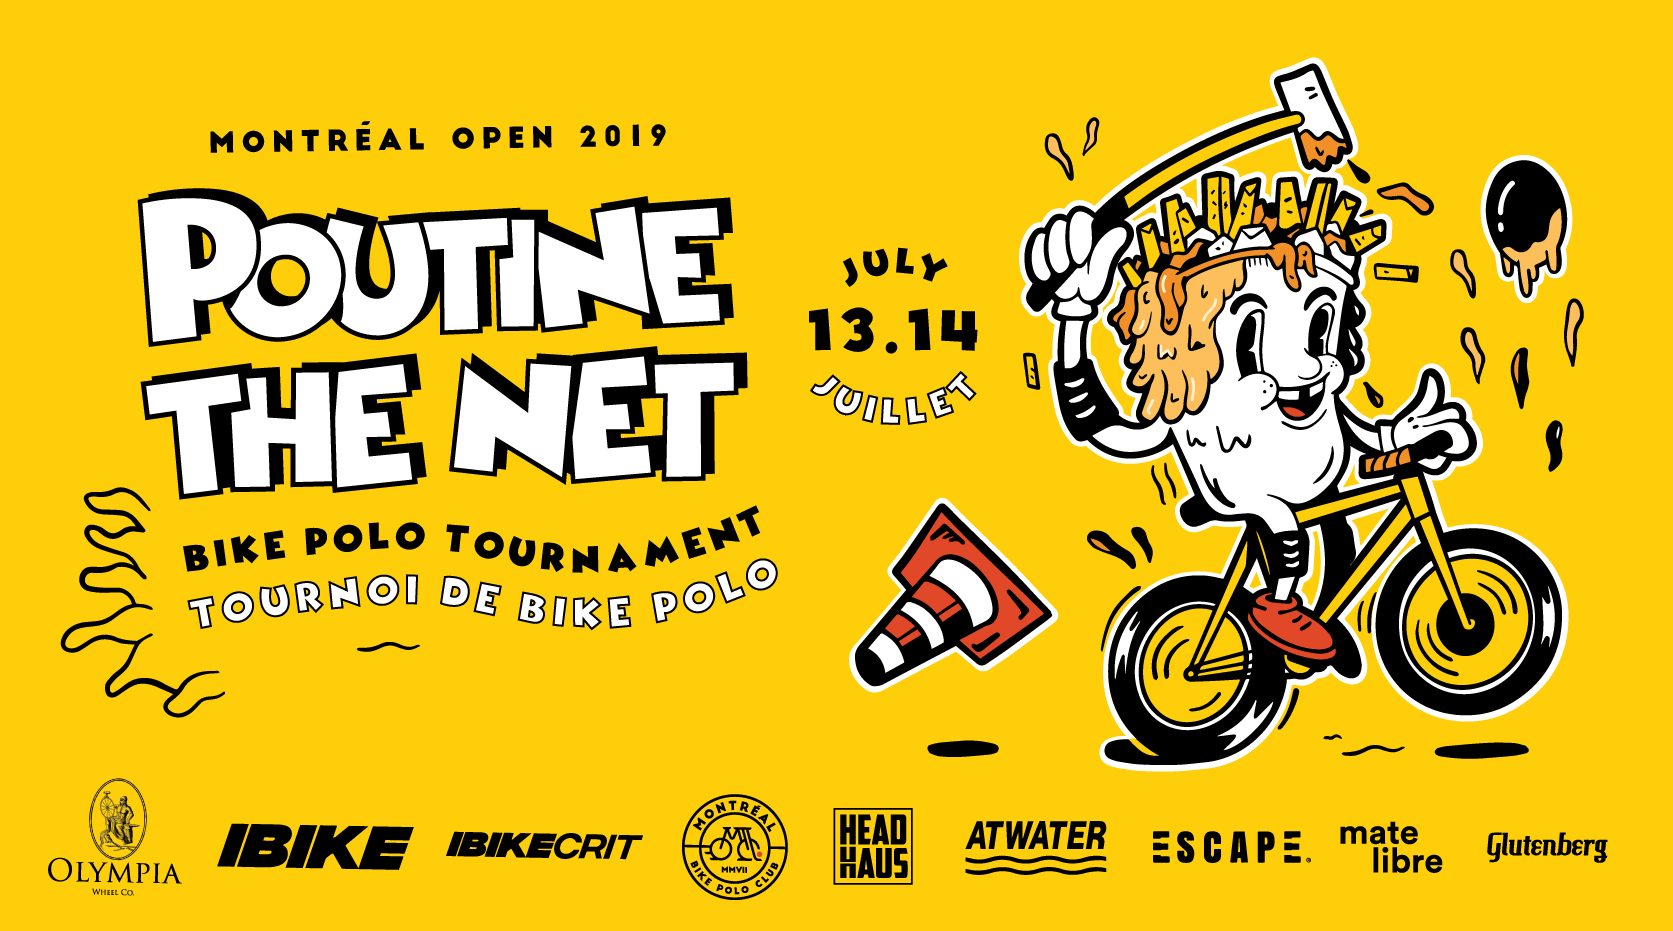 MONTRÉAL OPEN 2019
POUTINE
THE NET
BIKE POLO TOURNAMENT
TOURNOI DE BIKE POLO
JULY
13.14
JUILLET
OLYMPIA
WHEEL CO.
IBIKE
IBIKECRIT
MONTRÉAL
MTL
MMVII
BIKE POLO CLUB
HEAD
HAUS
ATWATER
ESCAPE.®
mate
libre
Glutenberg